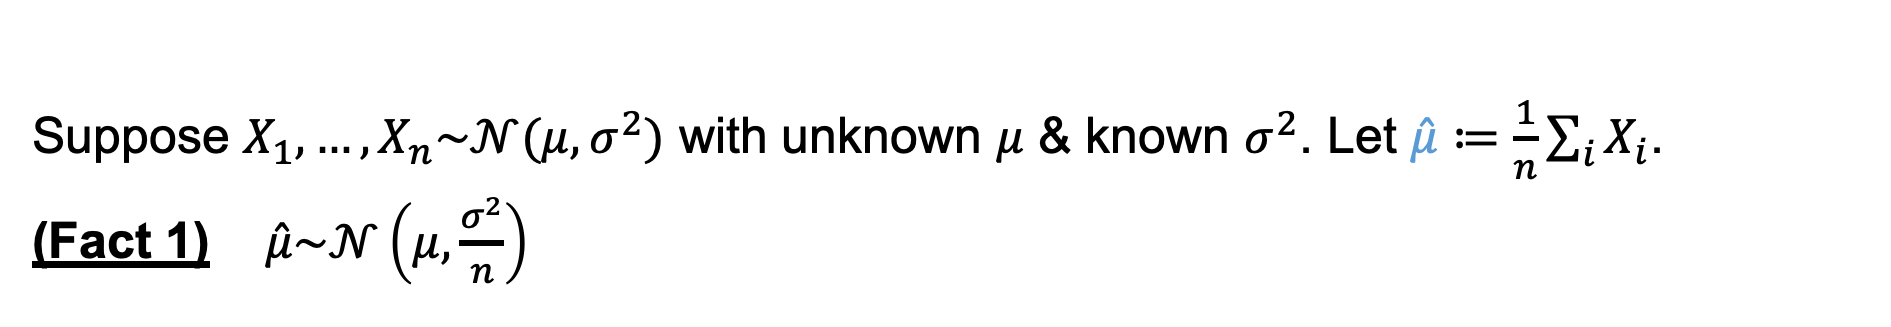 Suppose X₁, …, Xₙ~𝒩(μ, σ²) with unknown μ & known σ². Let μ̂ ≔ 1/n ∑ᵢ Xᵢ.
(Fact 1) μ̂~𝒩(μ, σ²/n)